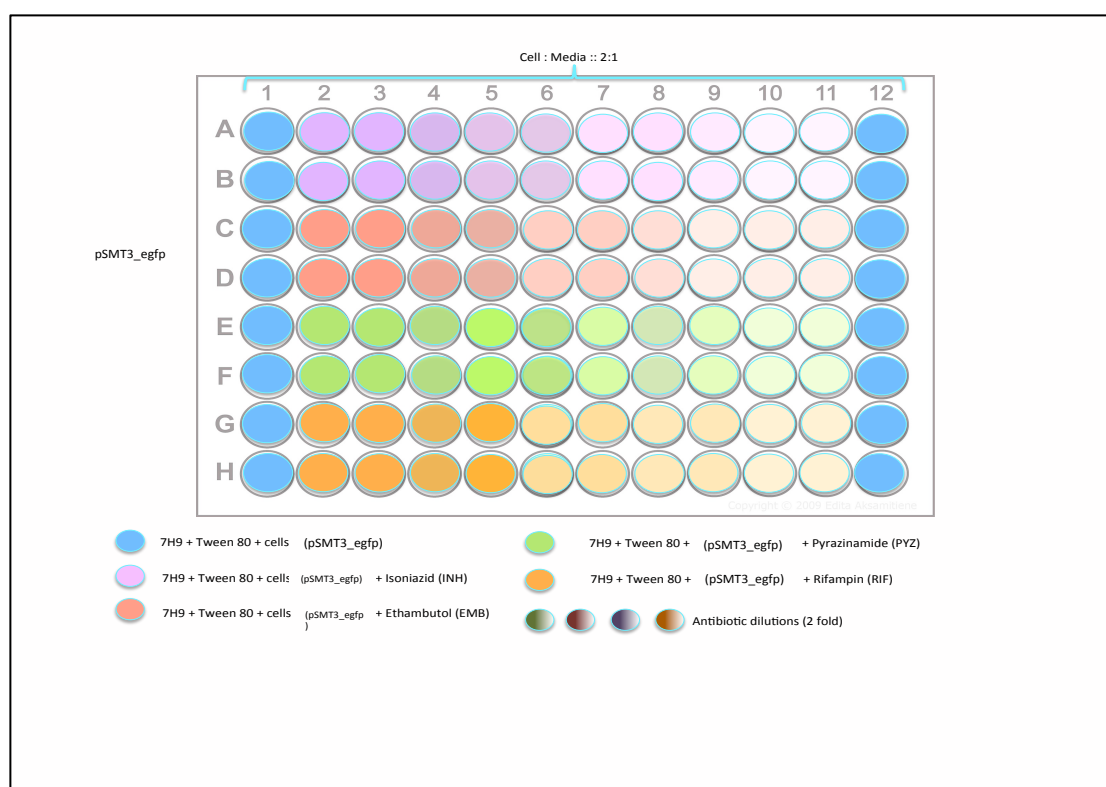 Cell : Media :: 2:1
1 2 3 4 5 6 7 8 9 10 11 12
A
B
C
pSMT3_egfp
D
E
F
G
H
Copyright © 2009 Edita Aksamitiene
7H9 + Tween 80 + cells (pSMT3_egfp)
7H9 + Tween 80 + (pSMT3_egfp) + Pyrazinamide (PYZ)
7H9 + Tween 80 + cells (pSMT3_egfp) + Isoniazid (INH)
7H9 + Tween 80 + (pSMT3_egfp) + Rifampin (RIF)
7H9 + Tween 80 + cells (pSMT3_egfp
) + Ethambutol (EMB)
Antibiotic dilutions (2 fold)